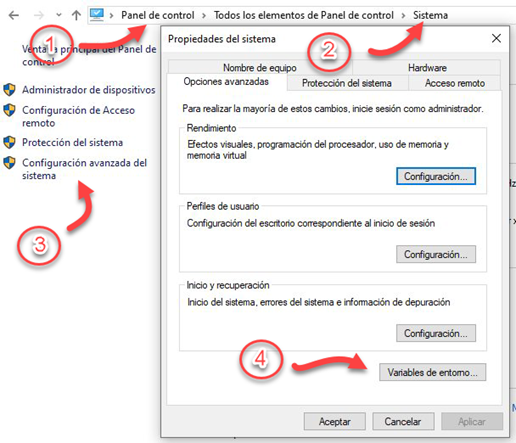 Panel de control > Todos los elementos de Panel de control > Sistema
1
2
Ventana principal del Panel de
control
Administrador de dispositivos
Configuración de Acceso
remoto
Protección del sistema
Configuración avanzada del
sistema
3
Propiedades del sistema
Nombre de equipo
Hardware
Opciones avanzadas
Protección del sistema
Acceso remoto
Para realizar la mayoría de estos cambios, inicie sesión como administrador.
Rendimiento
Efectos visuales, programación del procesador, uso de memoria y
memoria virtual
Configuración...
Perfiles de usuario
Configuración del escritorio correspondiente al inicio de sesión
Configuración...
Inicio y recuperación
Inicio del sistema, errores del sistema e información de depuración
Configuración...
4
Variables de entorno...
Aceptar
Cancelar
Aplicar